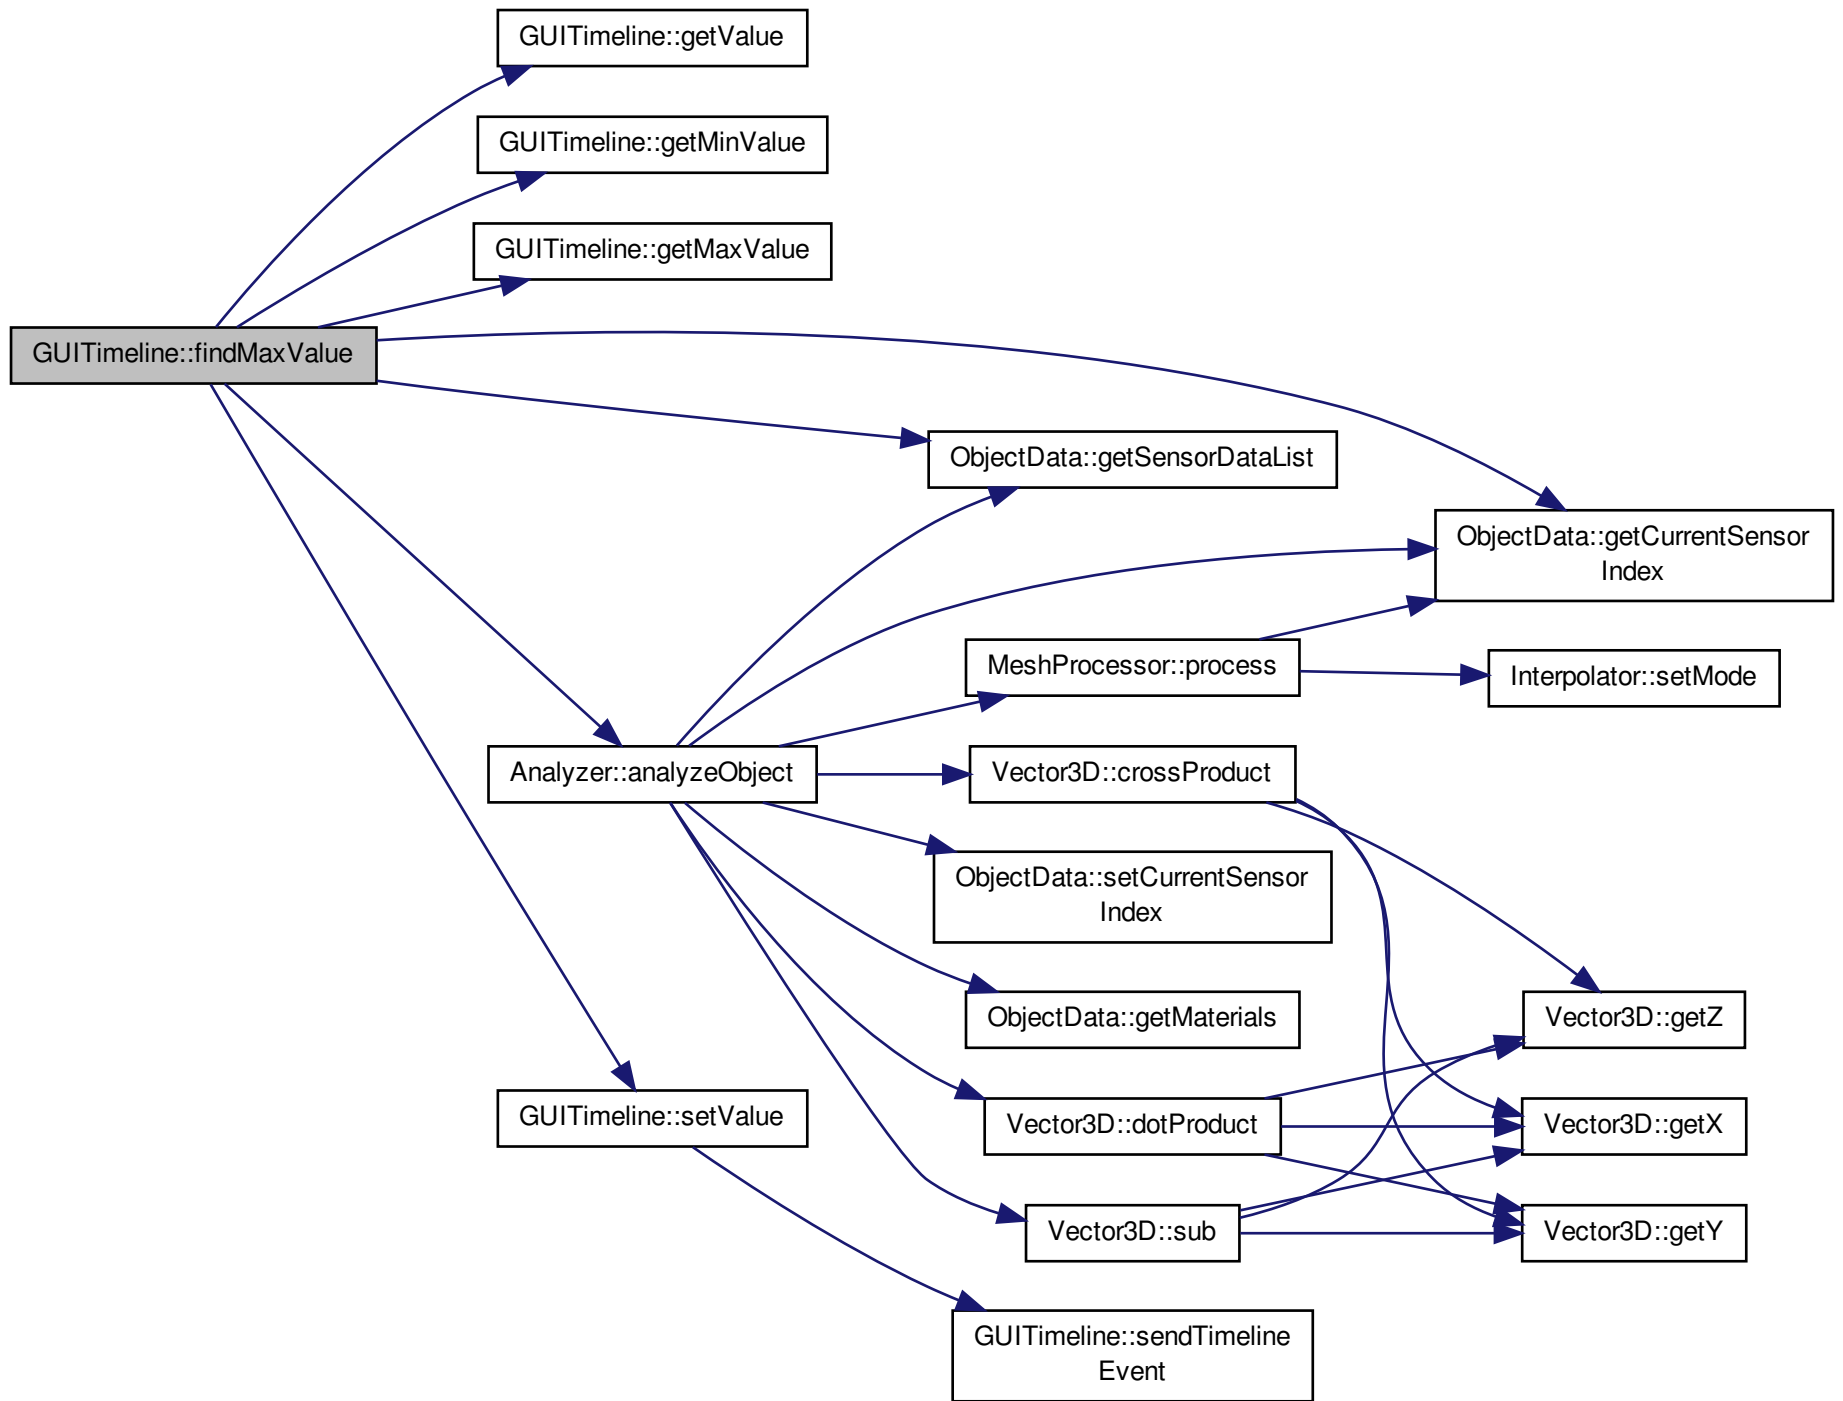 GUITimeline::getValue
GUITimeline::getMinValue
GUITimeline::getMaxValue
GUITimeline::findMaxValue
ObjectData::getSensorDataList
ObjectData::getCurrentSensor
Index
MeshProcessor::process
Interpolator::setMode
Analyzer::analyzeObject
Vector3D::crossProduct
ObjectData::setCurrentSensor
Index
ObjectData::getMaterials
Vector3D::getZ
GUITimeline::setValue
Vector3D::dotProduct
Vector3D::getX
Vector3D::sub
Vector3D::getY
GUITimeline::sendTimeline
Event